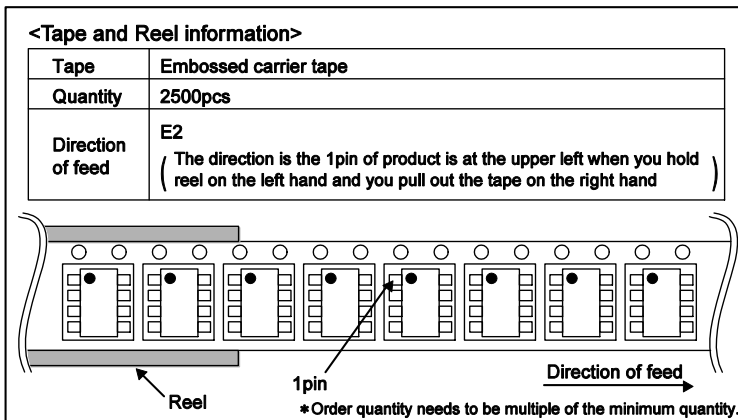 <Tape and Reel information>
Tape Embossed carrier tape
Quantity 2500pcs
Direction of feed E2
( The direction is the 1pin of product is at the upper left when you hold
reel on the left hand and you pull out the tape on the right hand )
Direction of feed
1pin
Reel
*Order quantity needs to be multiple of the minimum quantity.